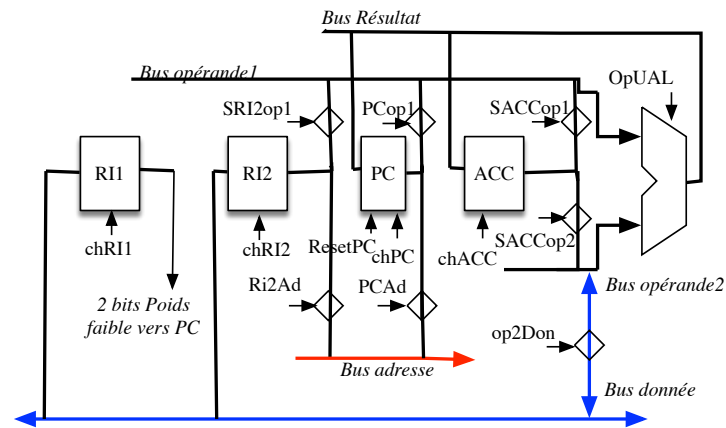 Bus Résultat
Bus opérande1
OpUAL
SRI2op1
PCop1
SACCop1
RI1
RI2
PC
ACC
chRI1
chRI2
ResetPC
chPC
chACC
SACCop2
2 bits Poids
faible vers PC
Ri2Ad
PCAd
Bus opérande2
op2Don
Bus adresse
Bus donnée